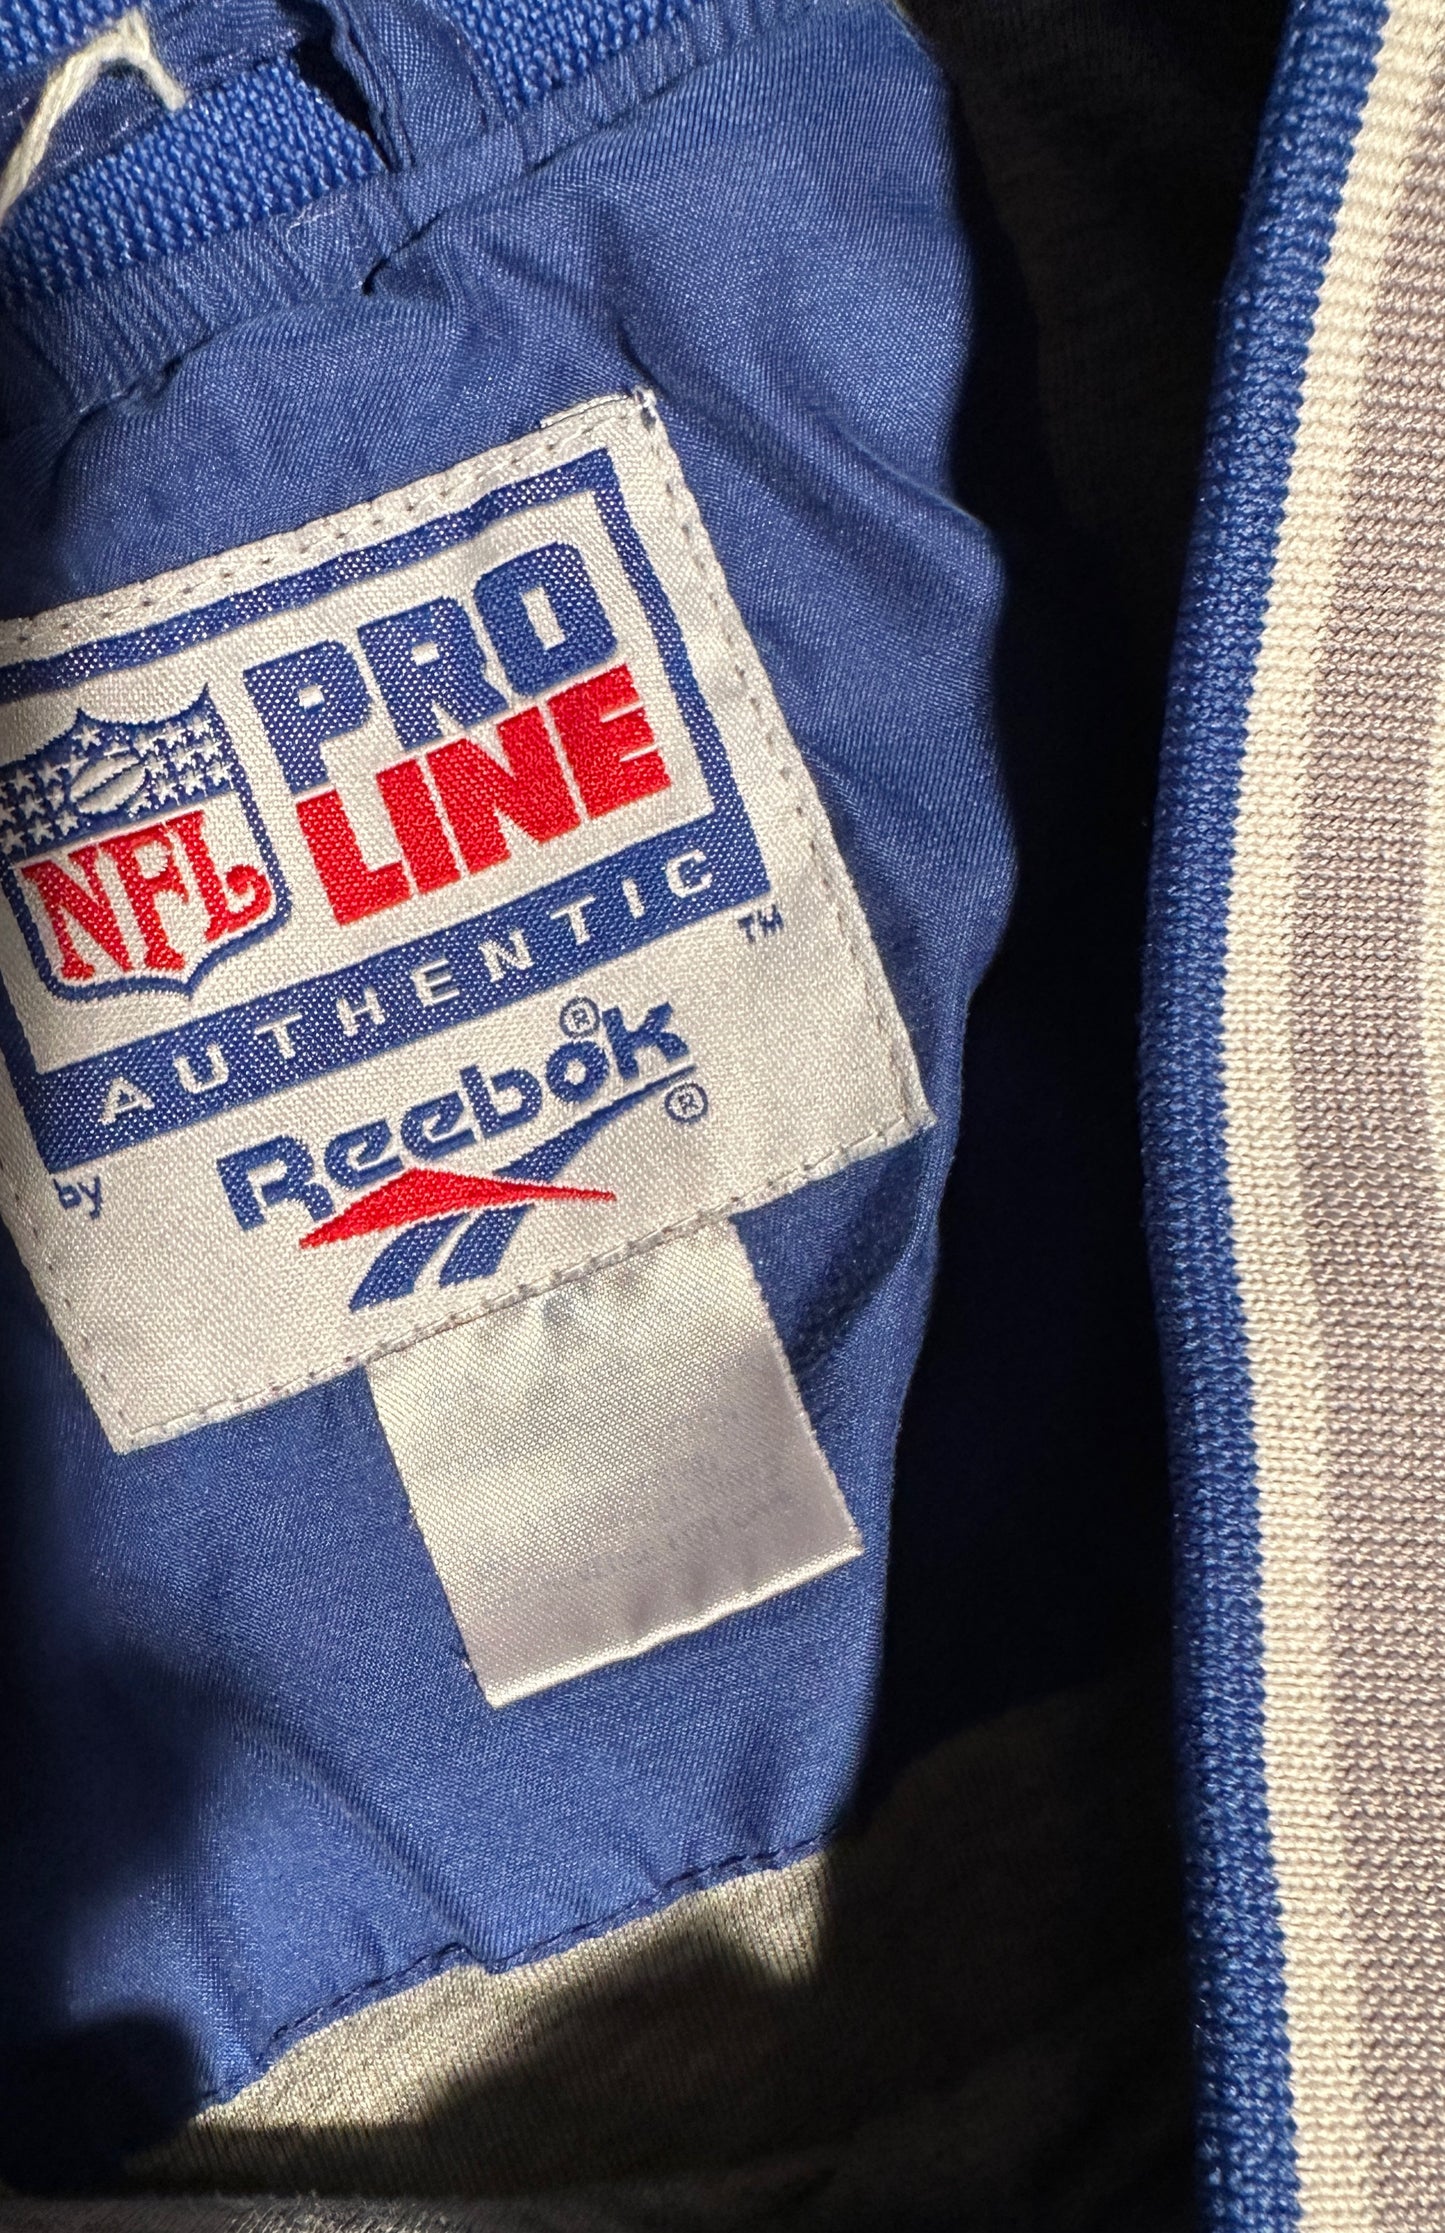 PRO
LINE
NFL
AUTHENTIC
TM
by Reebok®
®